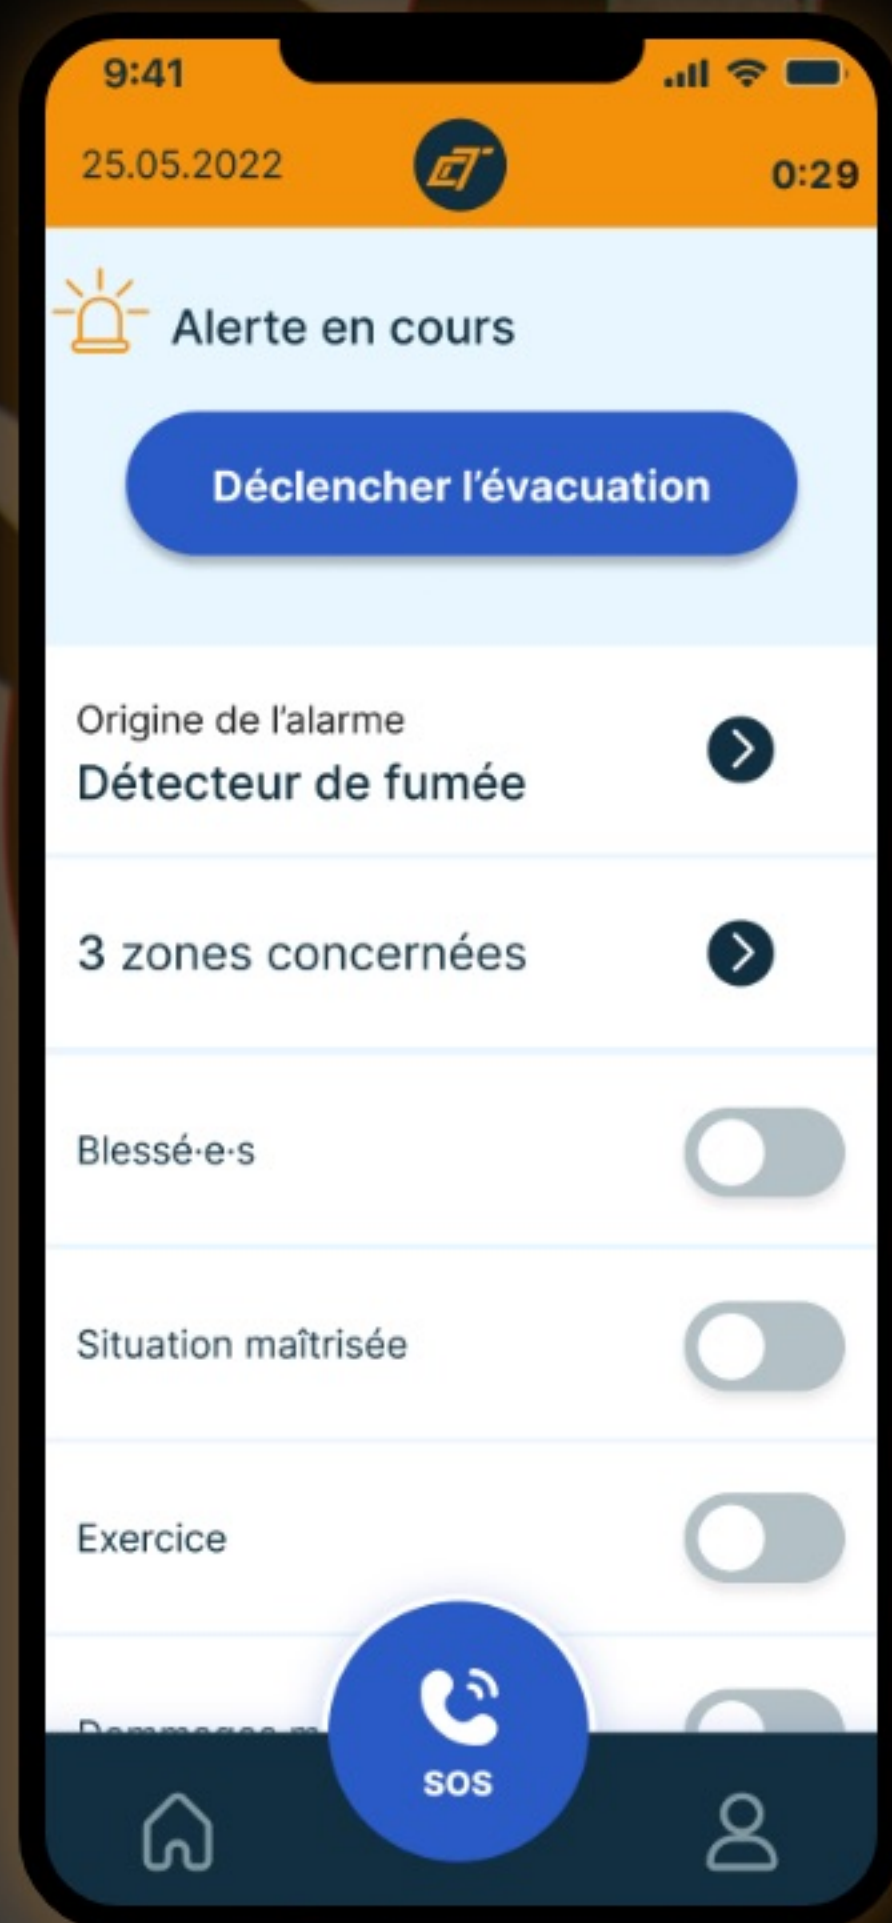 9:41
25.05.2022
0:29
Alerte en cours
Déclencher l'évacuation
Origine de l'alarme
Détecteur de fumée
3 zones concernées
Blessé·e·s
Situation maîtrisée
Exercice
SOS